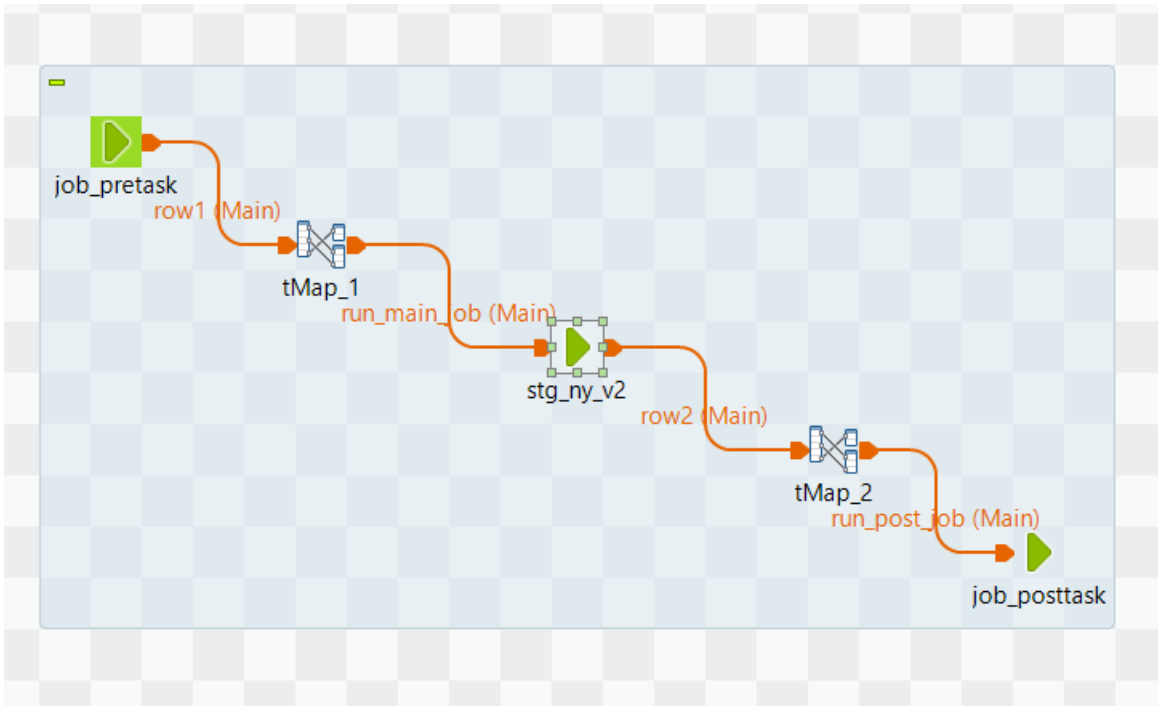 job_pretask
row1 (Main)
tMap_1
run_main_job (Main)
stg_ny_v2
row2 (Main)
tMap_2
run_post_job (Main)
job_posttask